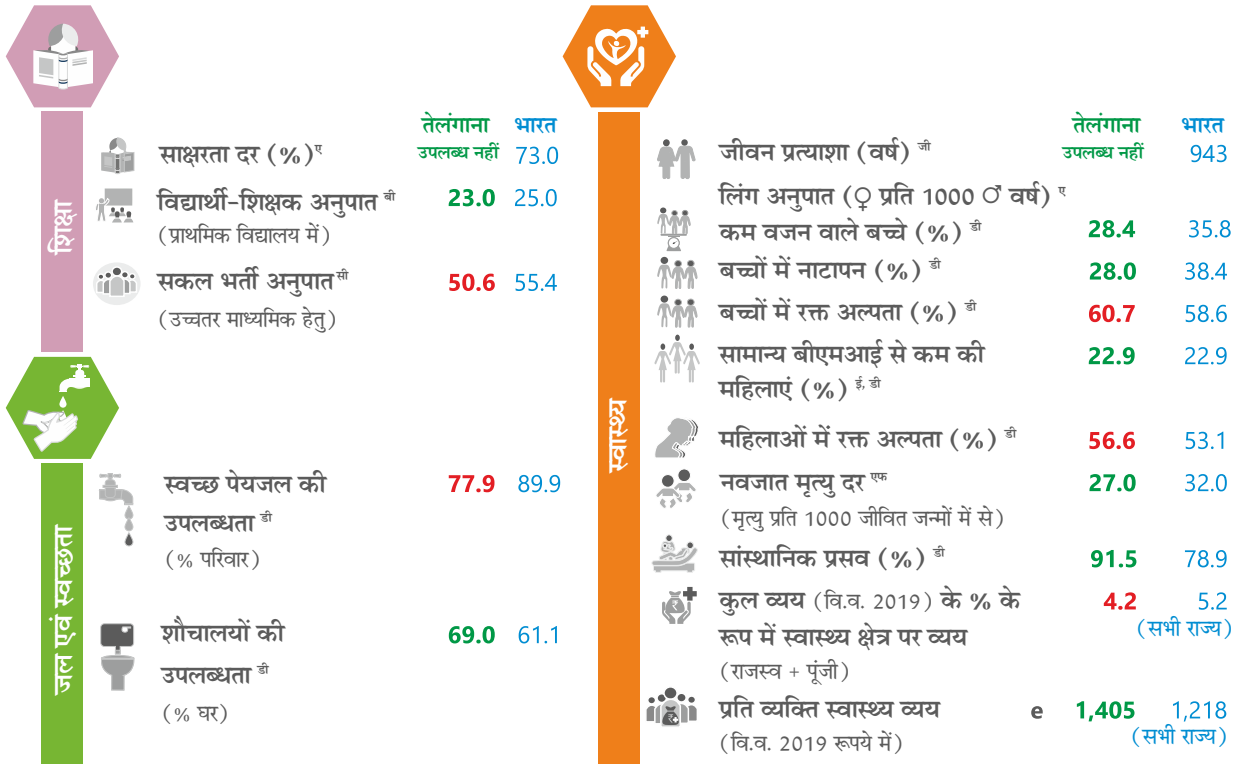 शिक्षा
तेलंगाना भारत
साक्षरता दर (%) ए उपलब्ध नहीं 73.0
विद्यार्थी-शिक्षक अनुपात बी 23.0 25.0
(प्राथमिक विद्यालय में)
सकल भर्ती अनुपात सी 50.6 55.4
(उच्चतर माध्यमिक हेतु)
जल एवं स्वच्छता
स्वच्छ पेयजल की 77.9 89.9
उपलब्धता डी
(% परिवार)
शौचालयों की 69.0 61.1
उपलब्धता डी
(% घर)
स्वास्थ्य
तेलंगाना भारत
जीवन प्रत्याशा (वर्ष) जी उपलब्ध नहीं 943
लिंग अनुपात (♀ प्रति 1000 ♂ वर्ष) ए
कम वजन वाले बच्चे (%) डी 28.4 35.8
बच्चों में नाटापन (%) डी 28.0 38.4
बच्चों में रक्त अल्पता (%) डी 60.7 58.6
सामान्य बीएमआई से कम की 22.9 22.9
महिलाएं (%) ई, डी
महिलाओं में रक्त अल्पता (%) डी 56.6 53.1
नवजात मृत्यु दर एफ 27.0 32.0
(मृत्यु प्रति 1000 जीवित जन्मों में से)
सांस्थानिक प्रसव (%) डी 91.5 78.9
कुल व्यय (वि.व. 2019) के % के 4.2 5.2
(सभी राज्य)
रूप में स्वास्थ्य क्षेत्र पर व्यय
(राजस्व + पूंजी)
प्रति व्यक्ति स्वास्थ्य व्यय e 1,405 1,218
(वि.व. 2019 रूपये में) (सभी राज्य)